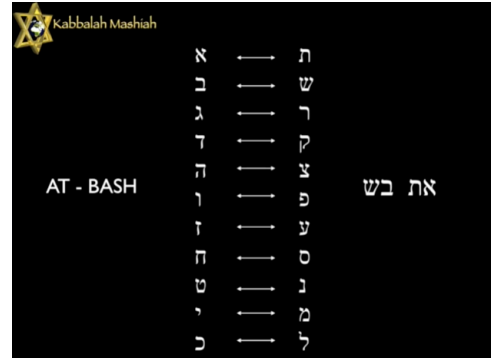 Kabbalah Mashiah
א ת
ב ש
ג ר
ד ק
ה צ
ו פ
ז ע
ח ס
ט נ
י מ
כ ל
AT - BASH
את בש